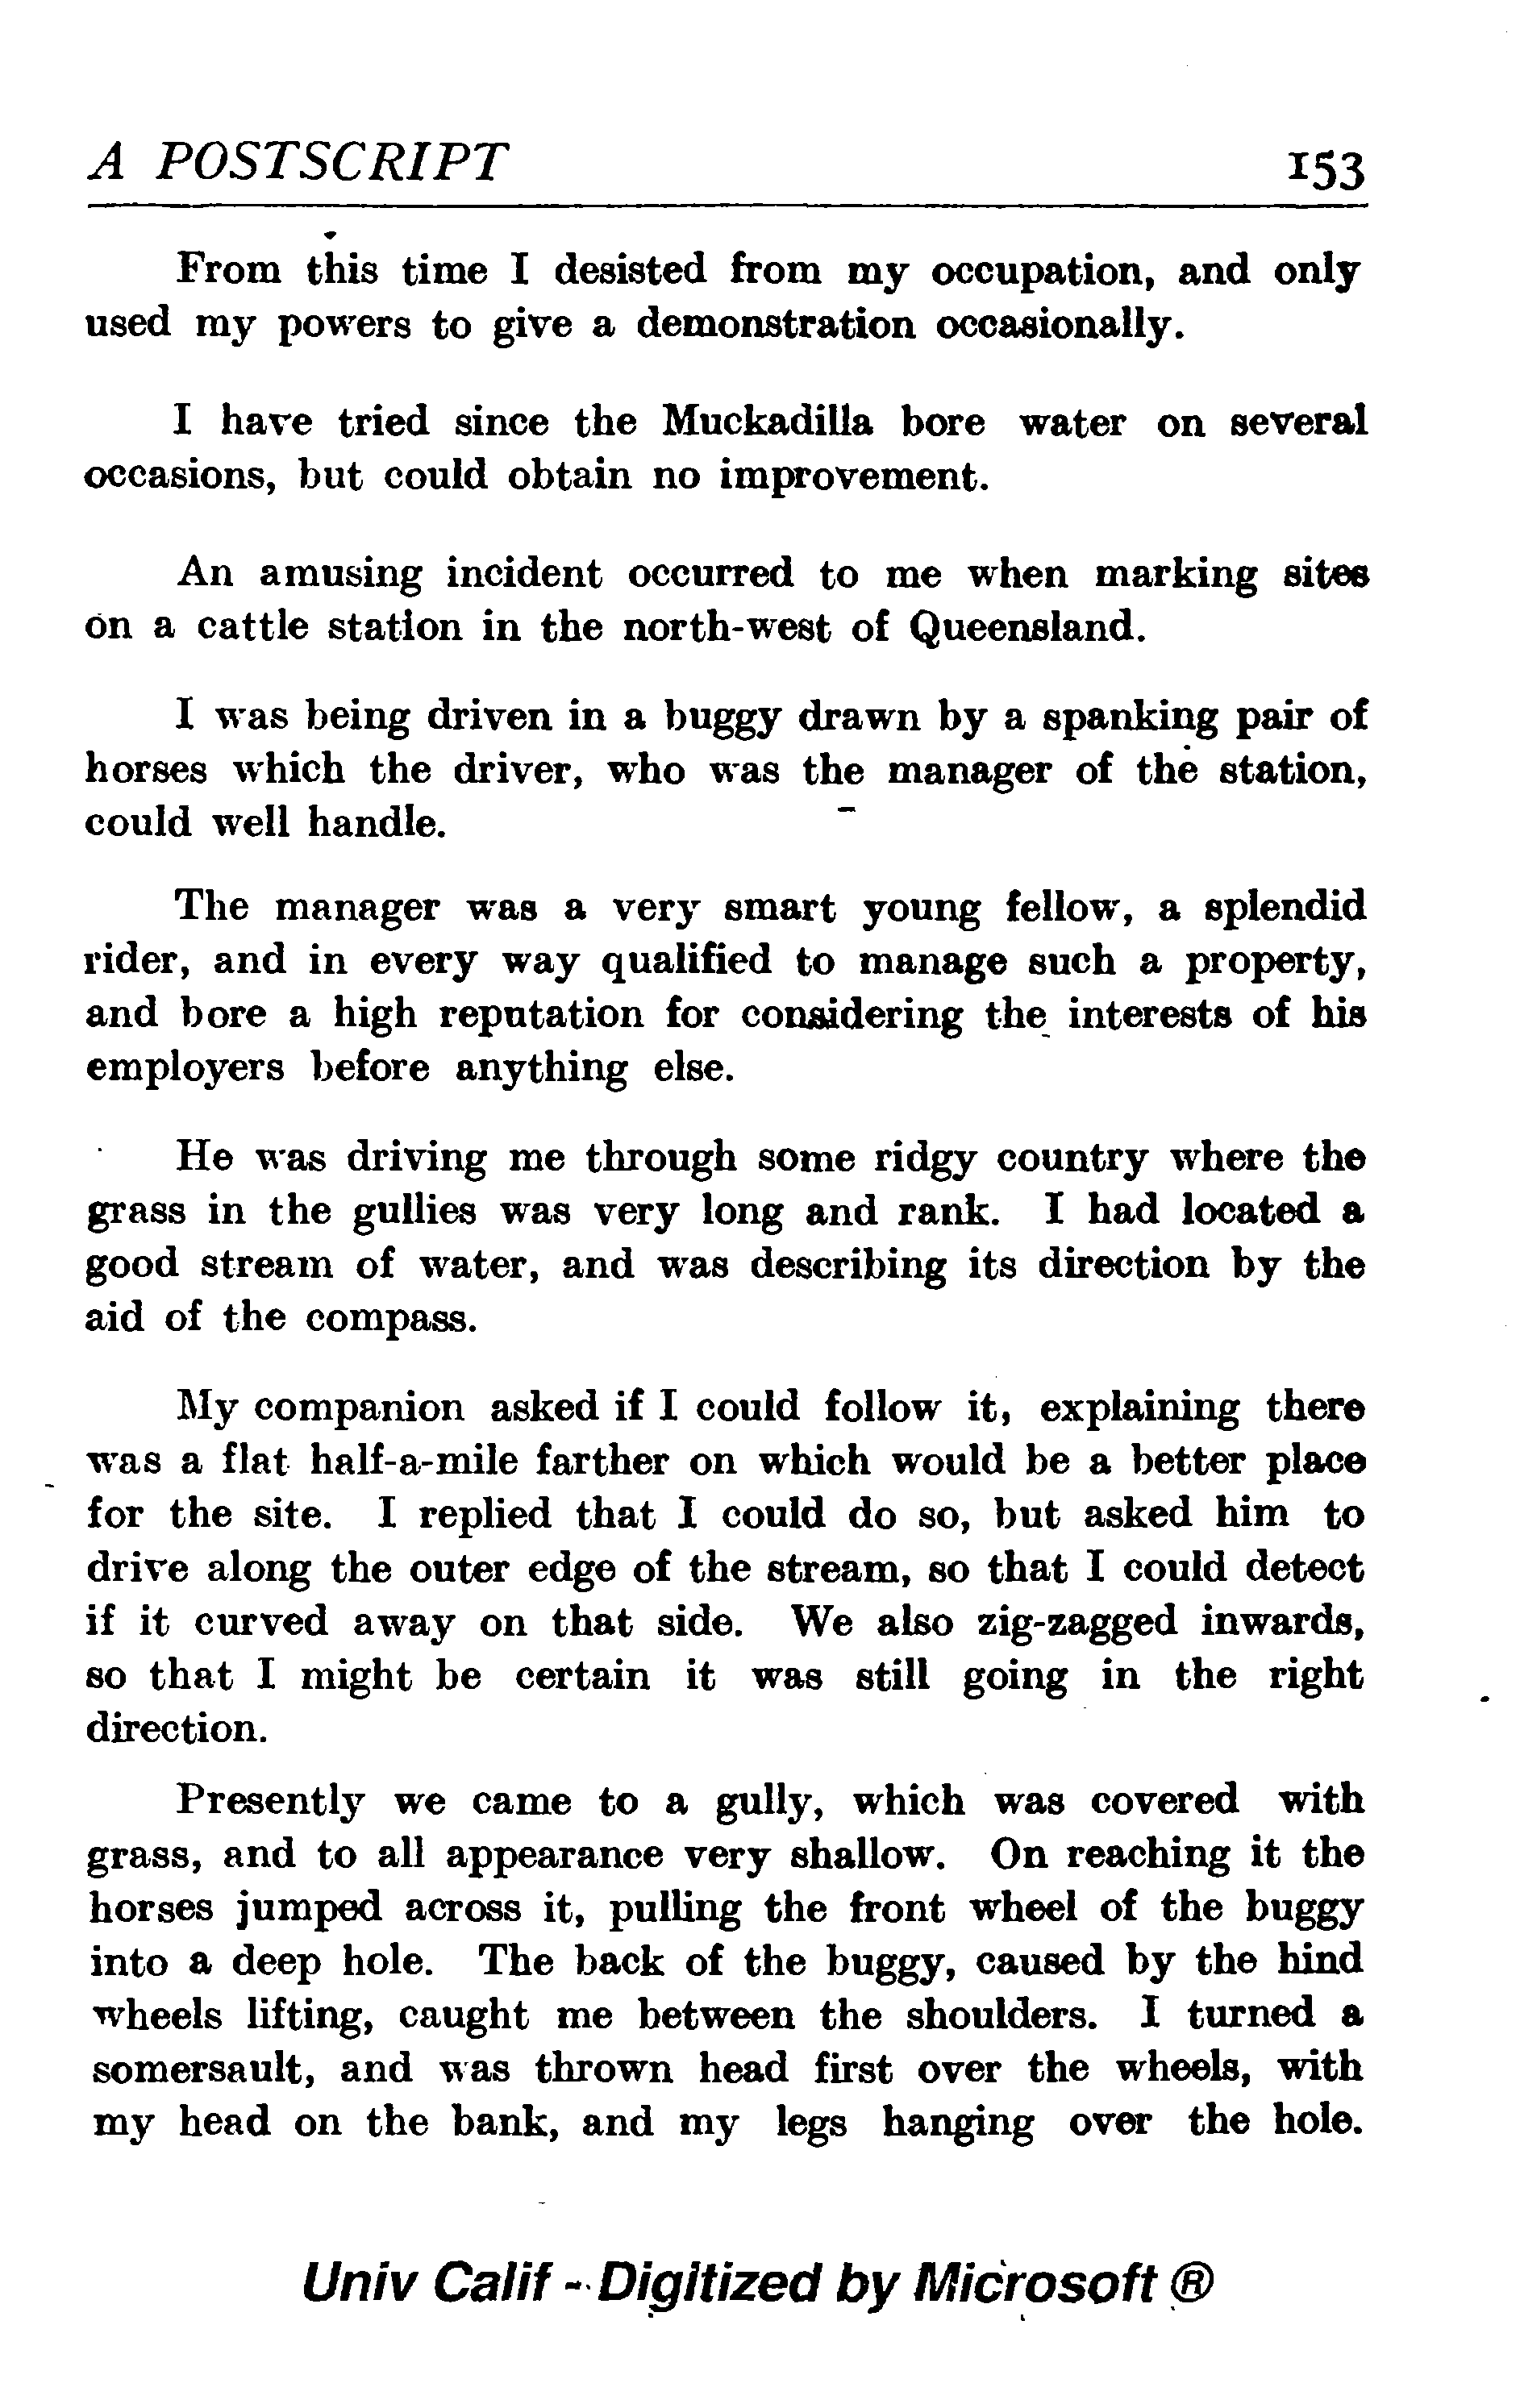 A POSTSCRIPT 153
From this time I desisted from my occupation, and only
used my powers to give a demonstration occasionally.
I have tried since the Muckadilla bore water on several
occasions, but could obtain no improvement.
An amusing incident occurred to me when marking sites
on a cattle station in the north-west of Queensland.
I was being driven in a buggy drawn by a spanking pair of
horses which the driver, who was the manager of the station,
could well handle.
The manager was a very smart young fellow, a splendid
rider, and in every way qualified to manage such a property,
and bore a high reputation for considering the interests of his
employers before anything else.
He was driving me through some ridgy country where the
grass in the gullies was very long and rank. I had located a
good stream of water, and was describing its direction by the
aid of the compass.
My companion asked if I could follow it, explaining there
was a flat half-a-mile farther on which would be a better place
for the site. I replied that I could do so, but asked him to
drive along the outer edge of the stream, so that I could detect
if it curved away on that side. We also zig-zagged inwards,
so that I might be certain it was still going in the right
direction.
Presently we came to a gully, which was covered with
grass, and to all appearance very shallow. On reaching it the
horses jumped across it, pulling the front wheel of the buggy
into a deep hole. The back of the buggy, caused by the hind
wheels lifting, caught me between the shoulders. I turned a
somersault, and was thrown head first over the wheels, with
my head on the bank, and my legs hanging over the hole.
Univ Calif - Digitized by Microsoft ®